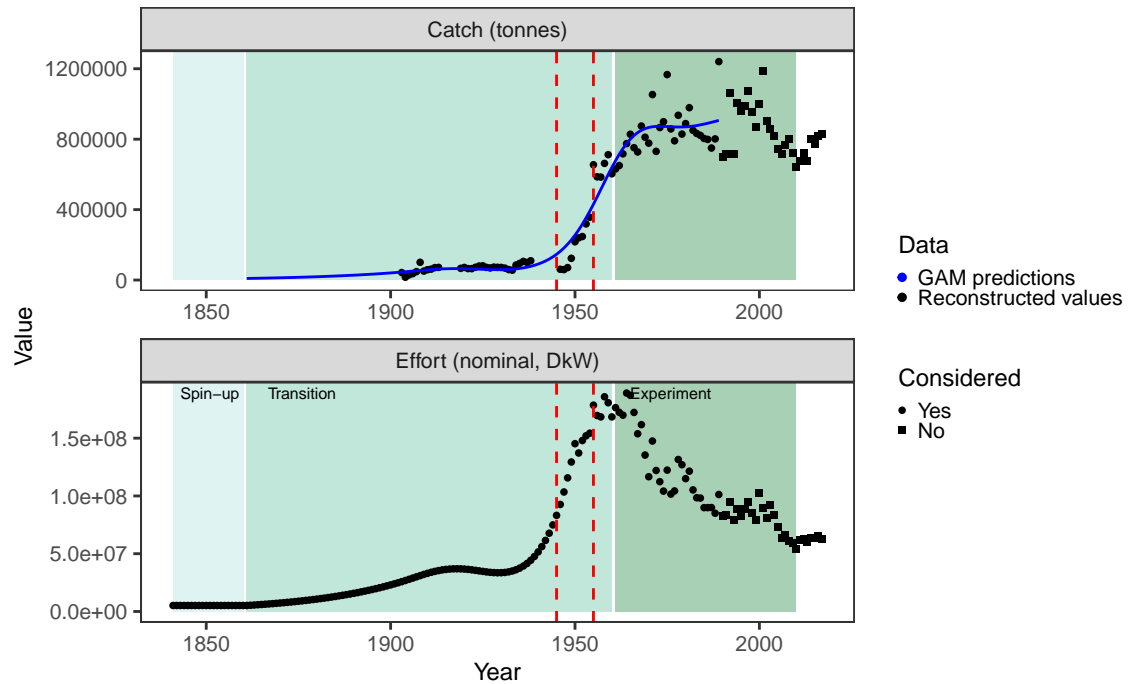 Catch (tonnes)
1200000
800000
400000
0
1850
1900
1950
2000
Value
Effort (nominal, DkW)
Spin−up
Transition
Experiment
1.5e+08
1.0e+08
5.0e+07
0.0e+00
1850
1900
1950
2000
Year
Data
GAM predictions
Reconstructed values
Considered
Yes
No